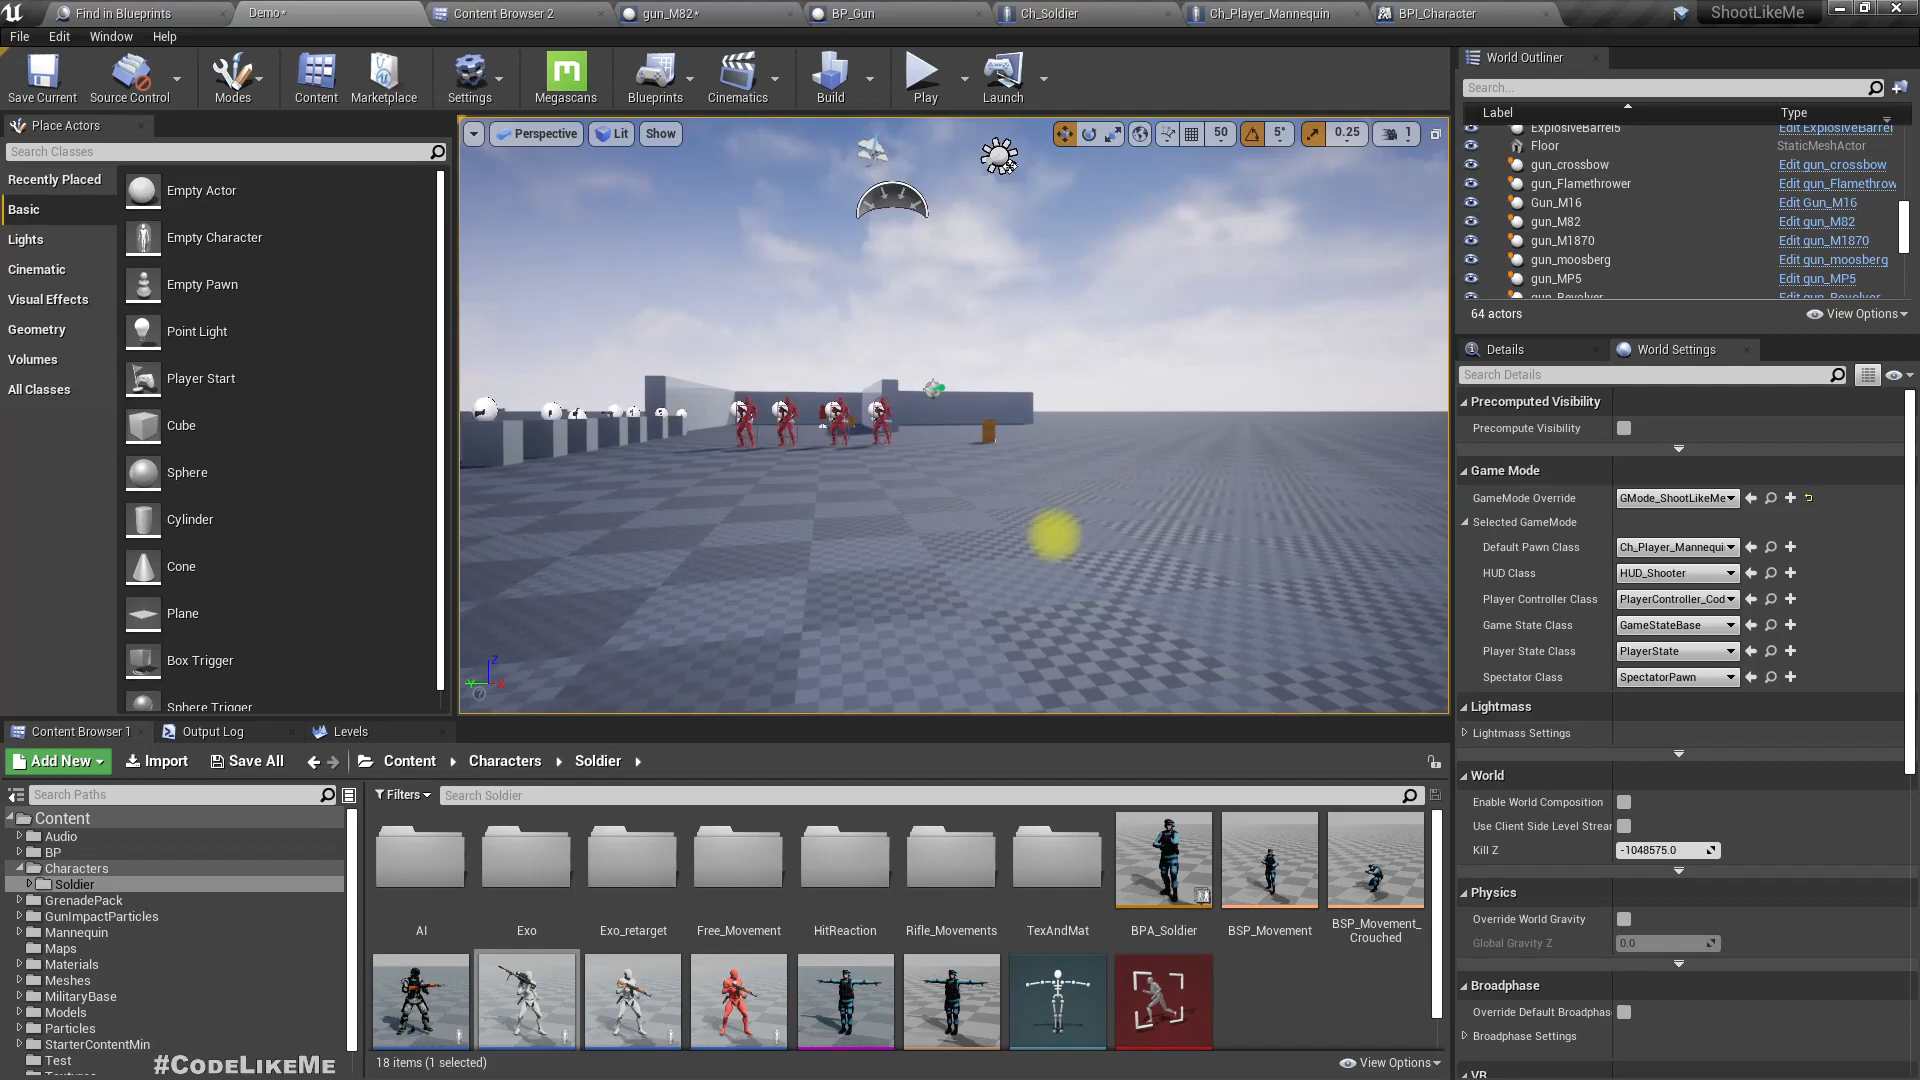 Find in Blueprints
Demo*
Content Browser 2
gun_M82*
BP_Gun
Ch_Soldier
Ch_Player_Mannequin
BPI_Character
ShootLikeMe
File
Edit
Window
Help
Save Current
Source Control
Modes
Content
Marketplace
Settings
Megascans
Blueprints
Cinematics
Build
Play
Launch
Place Actors
Search Classes
Recently Placed
Basic
Lights
Cinematic
Visual Effects
Geometry
Volumes
All Classes
Empty Actor
Empty Character
Empty Pawn
Point Light
Player Start
Cube
Sphere
Cylinder
Cone
Plane
Box Trigger
Sphere Trigger
Perspective
Lit
Show
50
5°
0.25
1
Z
Y
X
World Outliner
Search...
Label
Type
ExplosiveBarrel5
Edit ExplosiveBarrel
Floor
StaticMeshActor
gun_crossbow
Edit gun_crossbow
gun_Flamethrower
Edit gun_Flamethrow
Gun_M16
Edit Gun_M16
gun_M82
Edit gun_M82
gun_M1870
Edit gun_M1870
gun_moosberg
Edit gun_moosberg
gun_MP5
Edit gun_MP5
gun_Revolver
Edit gun_Revolver
64 actors
View Options
Details
World Settings
Search Details
Precomputed Visibility
Precompute Visibility
Game Mode
GameMode Override
GMode_ShootLikeMe
Selected GameMode
Default Pawn Class
Ch_Player_Mannequi
HUD Class
HUD_Shooter
Player Controller Class
PlayerController_Cod
Game State Class
GameStateBase
Player State Class
PlayerState
Spectator Class
SpectatorPawn
Lightmass
Lightmass Settings
World
Enable World Composition
Use Client Side Level Strear
Kill Z
-1048575.0
Physics
Override World Gravity
Global Gravity Z
0.0
Broadphase
Override Default Broadphas
Broadphase Settings
VR
Content Browser 1
Output Log
Levels
Add New
Import
Save All
Content
Characters
Soldier
Search Paths
Filters
Search Soldier
Content
Audio
BP
Characters
Soldier
GrenadePack
GunImpactParticles
Mannequin
Maps
Materials
Meshes
MilitaryBase
Models
Particles
StarterContentMin
Test
Textures
AI
Exo
Exo_retarget
Free_Movement
HitReaction
Rifle_Movements
TexAndMat
BPA_Soldier
BSP_Movement
BSP_Movement_
Crouched
18 items (1 selected)
View Options
#CODELIKEME